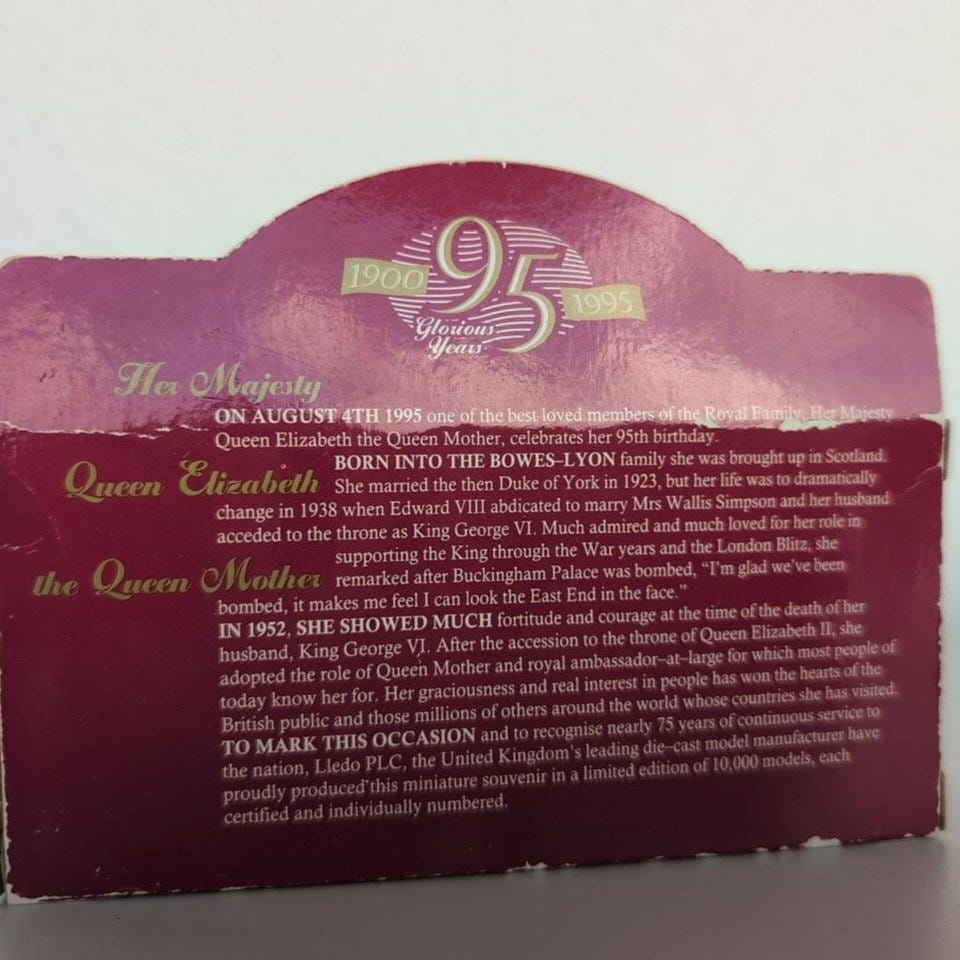 1900 95 1995
Glorious
Years
Her Majesty
ON AUGUST 4TH 1995 one of the best loved members of the Royal Family, Her Majesty
Queen Elizabeth the Queen Mother, celebrates her 95th birthday.
BORN INTO THE BOWES–LYON family she was brought up in Scotland.
Queen Elizabeth She married the then Duke of York in 1923, but her life was to dramatically
change in 1938 when Edward VIII abdicated to marry Mrs Wallis Simpson and her husband
acceded to the throne as King George VI. Much admired and much loved for her role in
supporting the King through the War years and the London Blitz, she
the Queen Mother remarked after Buckingham Palace was bombed, “I’m glad we’ve been
bombed, it makes me feel I can look the East End in the face.”
IN 1952, SHE SHOWED MUCH fortitude and courage at the time of the death of her
husband, King George VI. After the accession to the throne of Queen Elizabeth II, she
adopted the role of Queen Mother and royal ambassador–at–large for which most people of
today know her for. Her graciousness and real interest in people has won the hearts of the
British public and those millions of others around the world whose countries she has visited.
TO MARK THIS OCCASION and to recognise nearly 75 years of continuous service to
the nation, Lledo PLC, the United Kingdom’s leading die–cast model manufacturer have
proudly produced this miniature souvenir in a limited edition of 10,000 models, each
certified and individually numbered.